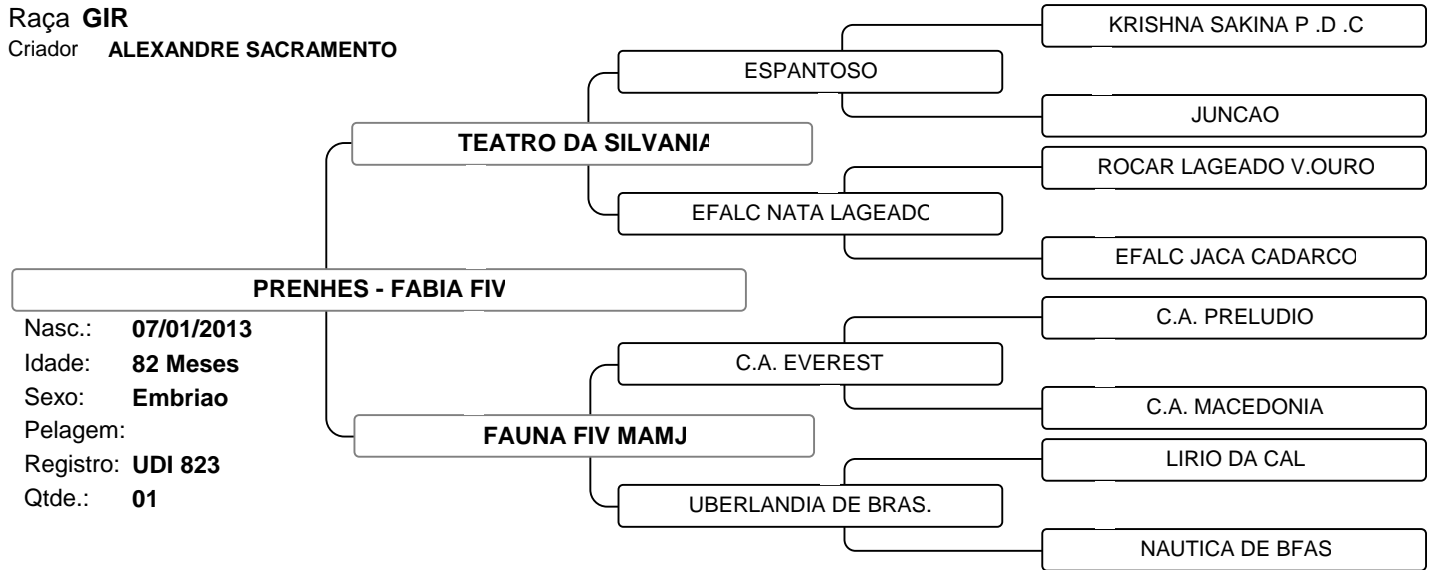 Raça GIR
Criador ALEXANDRE SACRAMENTO
KRISHNA SAKINA P .D .C
ESPANTOSO
JUNCAO
TEATRO DA SILVANIA
ROCAR LAGEADO V.OURO
EFALC NATA LAGEADO
EFALC JACA CADARCO
PRENHES - FABIA FIV
Nasc.: 07/01/2013
Idade: 82 Meses
Sexo: Embriao
Pelagem:
Registro: UDI 823
Qtde.: 01
C.A. PRELUDIO
C.A. EVEREST
C.A. MACEDONIA
FAUNA FIV MAMJ
LIRIO DA CAL
UBERLANDIA DE BRAS.
NAUTICA DE BFAS